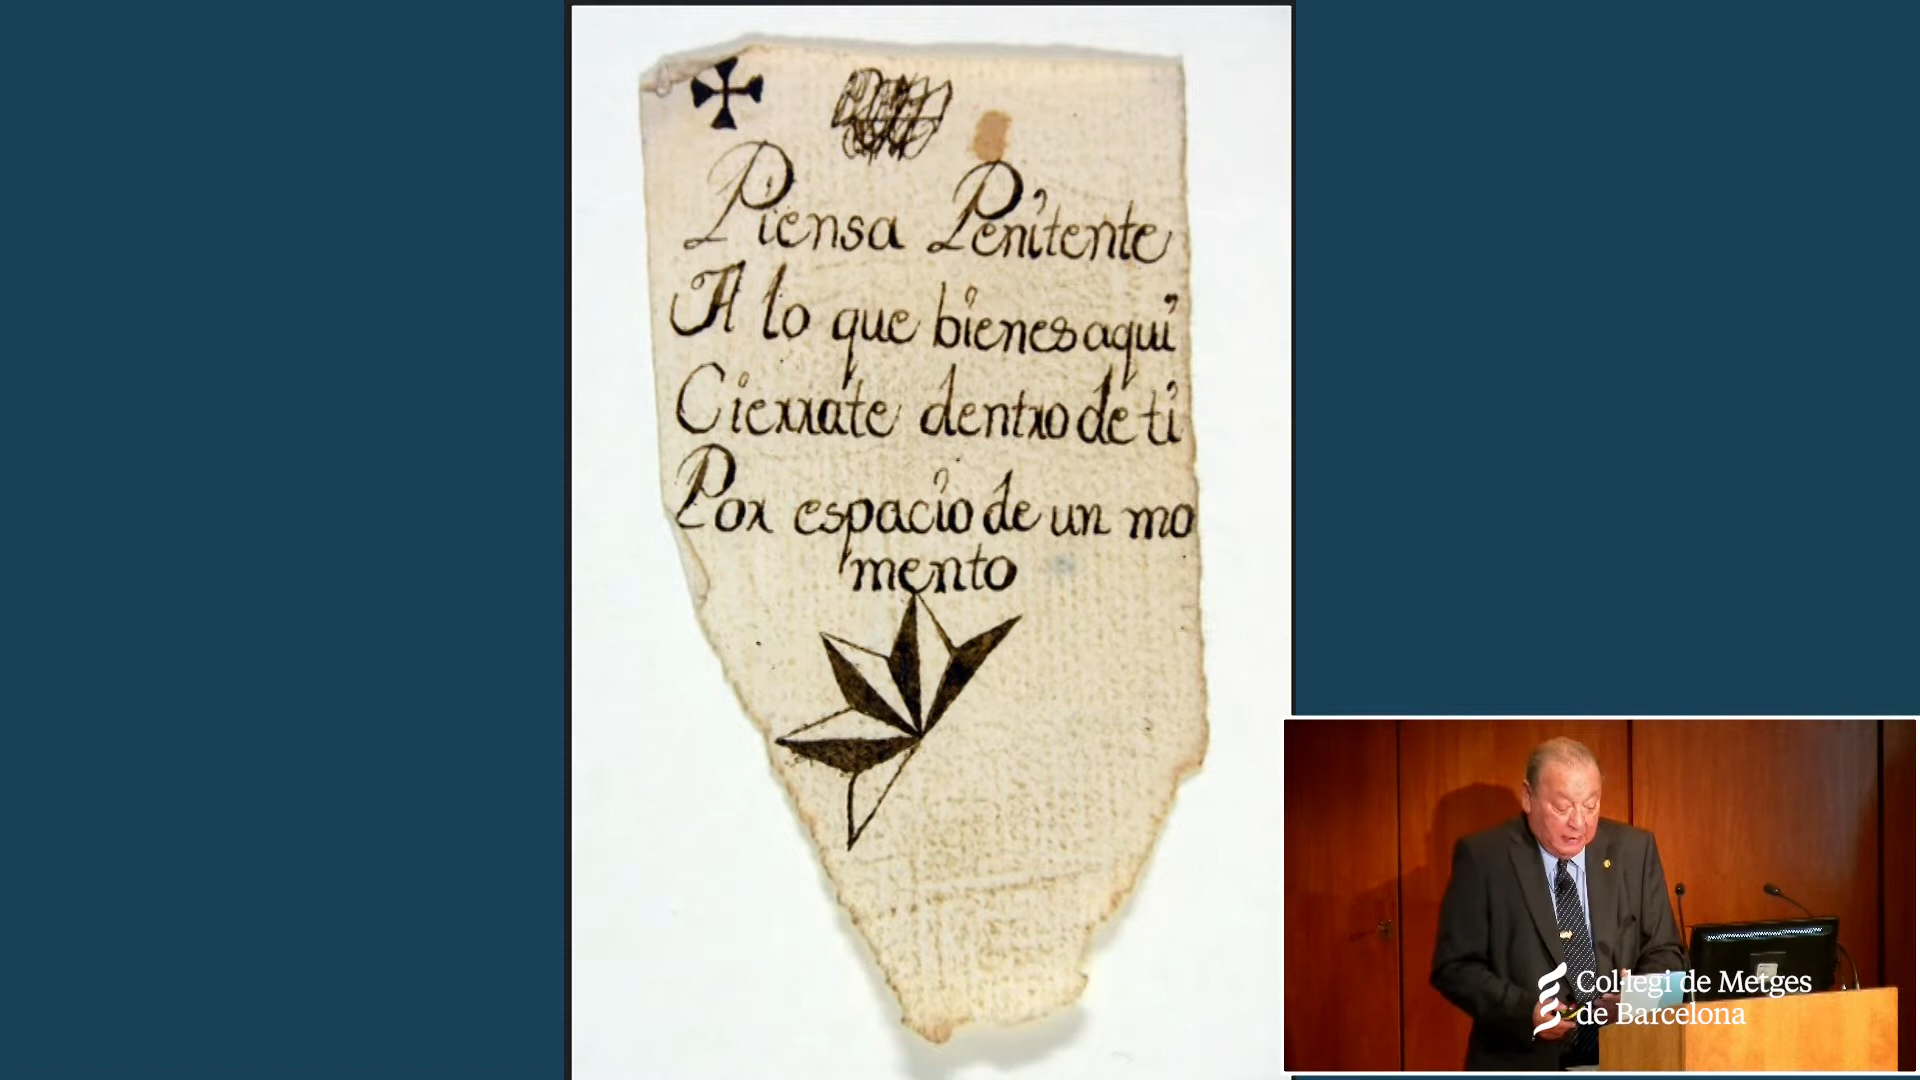 Piensa Penitente
A lo que bienes aqui
Cierrate dentro de ti
Por espacio de un mo
mento
Col·legi de Metges
de Barcelona